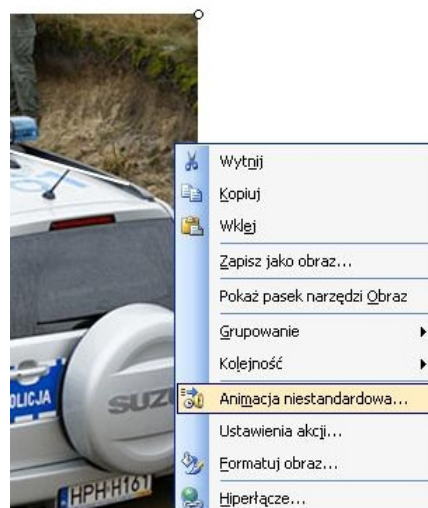 Wytnij
Kopiuj
Wklej
Zapisz jako obraz...
Pokaż pasek narzędzi Obraz
Grupowanie
Kolejność
Animacja niestandardowa...
Ustawienia akcji...
Formatuj obraz...
Hiperłącze...
OLICJA
SUZU
HPH H161